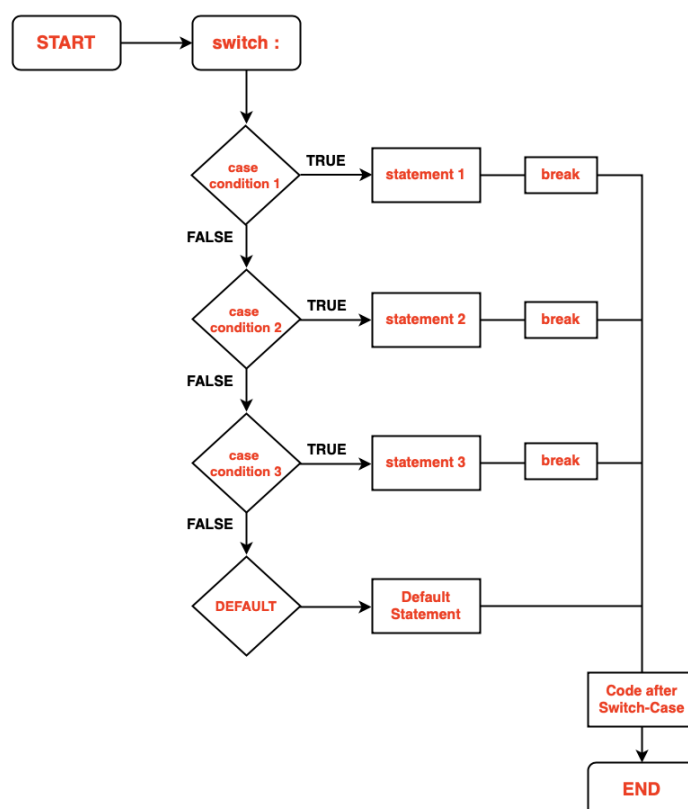 START
switch :
case
condition 1
TRUE
statement 1
break
FALSE
case
condition 2
TRUE
statement 2
break
FALSE
case
condition 3
TRUE
statement 3
break
FALSE
DEFAULT
Default
Statement
Code after
Switch-Case
END